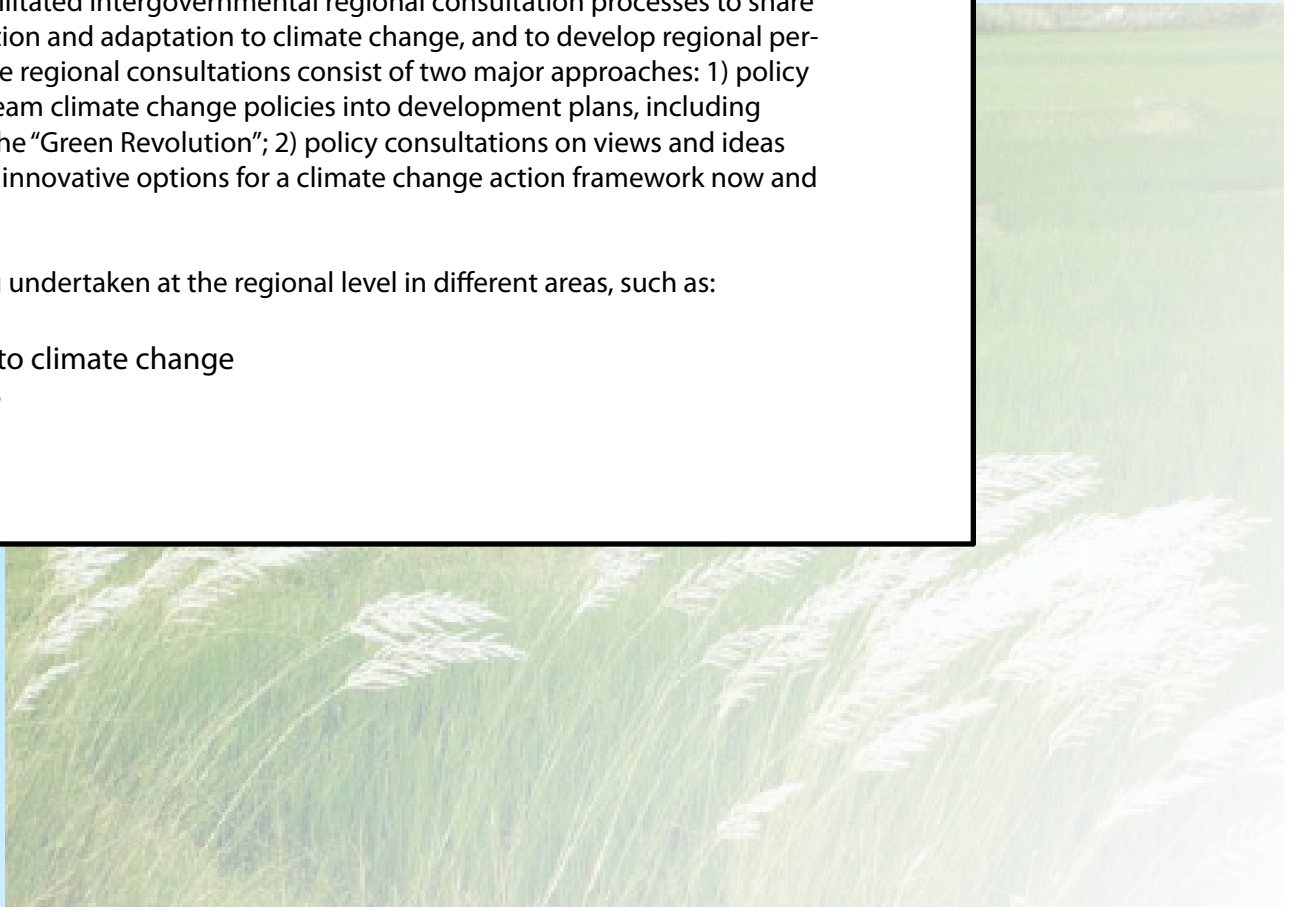 ilitated intergovernmental regional consultation processes to share
tion and adaptation to climate change, and to develop regional per-
e regional consultations consist of two major approaches: 1) policy
eam climate change policies into development plans, including
he “Green Revolution”; 2) policy consultations on views and ideas
innovative options for a climate change action framework now and
undertaken at the regional level in different areas, such as:
to climate change